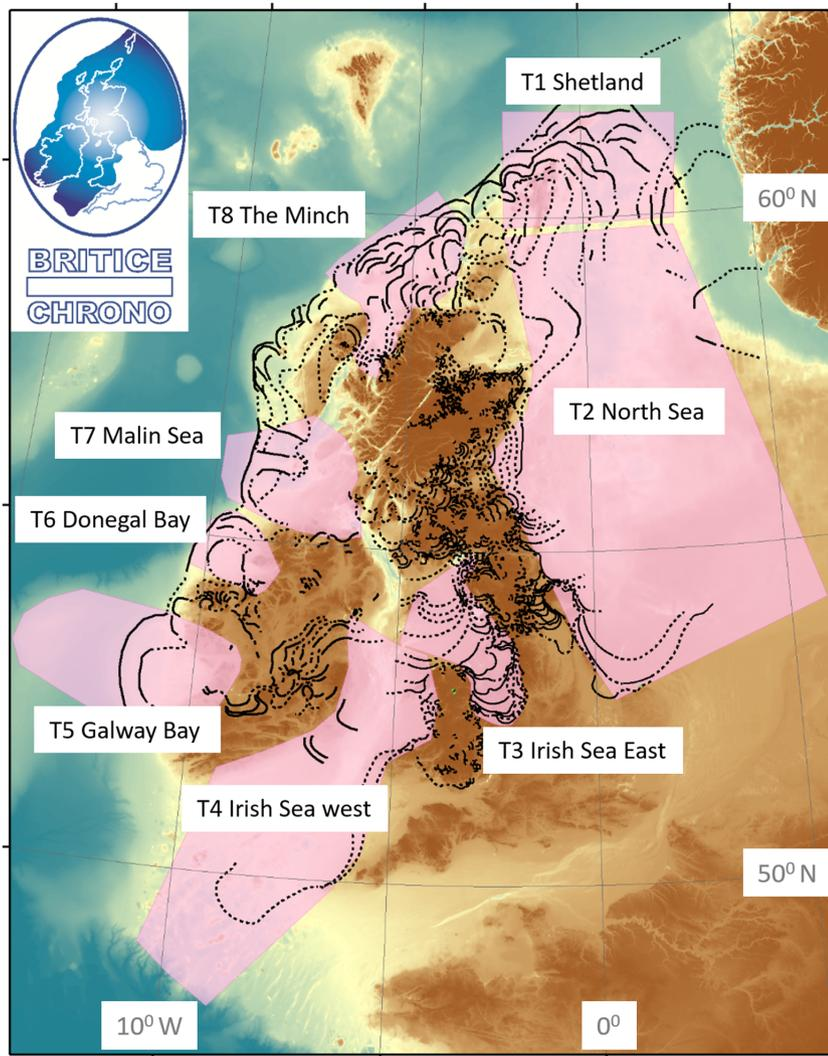 T1 Shetland
60⁰ N
T8 The Minch
BRITICE
CHRONO
T2 North Sea
T7 Malin Sea
T6 Donegal Bay
T5 Galway Bay
T3 Irish Sea East
T4 Irish Sea west
50⁰ N
10⁰ W
0⁰